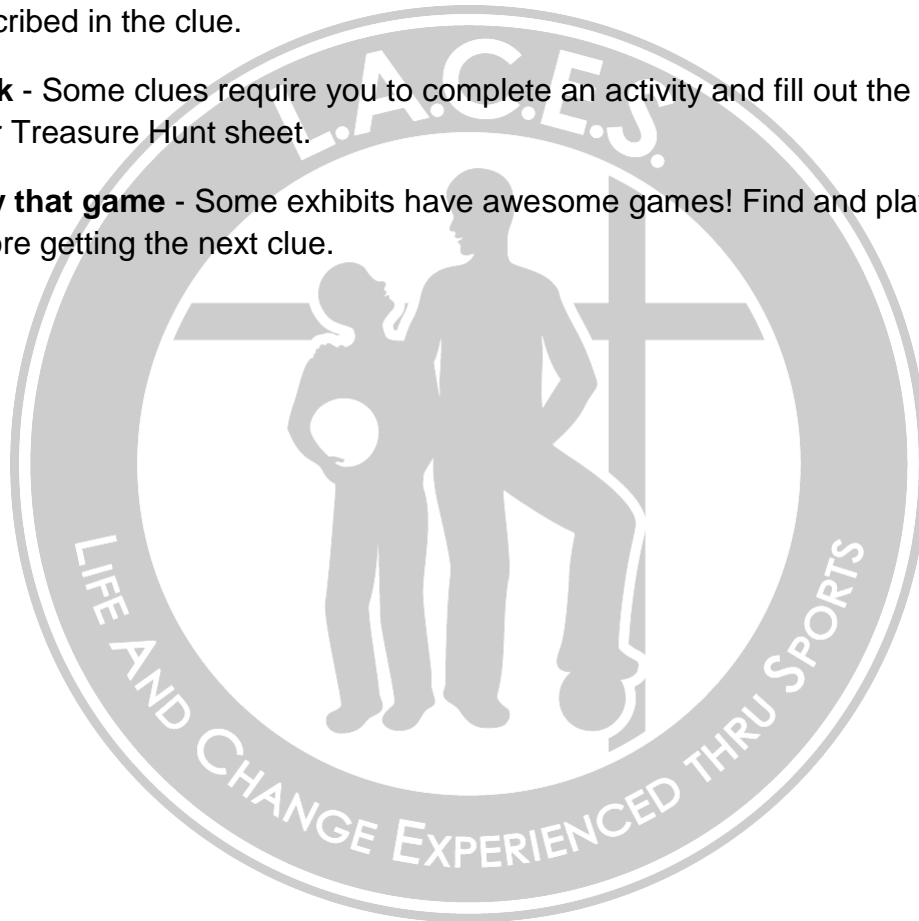 cribed in the clue.
k - Some clues require you to complete an activity and fill out the
r Treasure Hunt sheet.
y that game - Some exhibits have awesome games! Find and play
ore getting the next clue.
L.A.C.E.S.
LIFE AND CHANGE EXPERIENCED THRU SPORTS